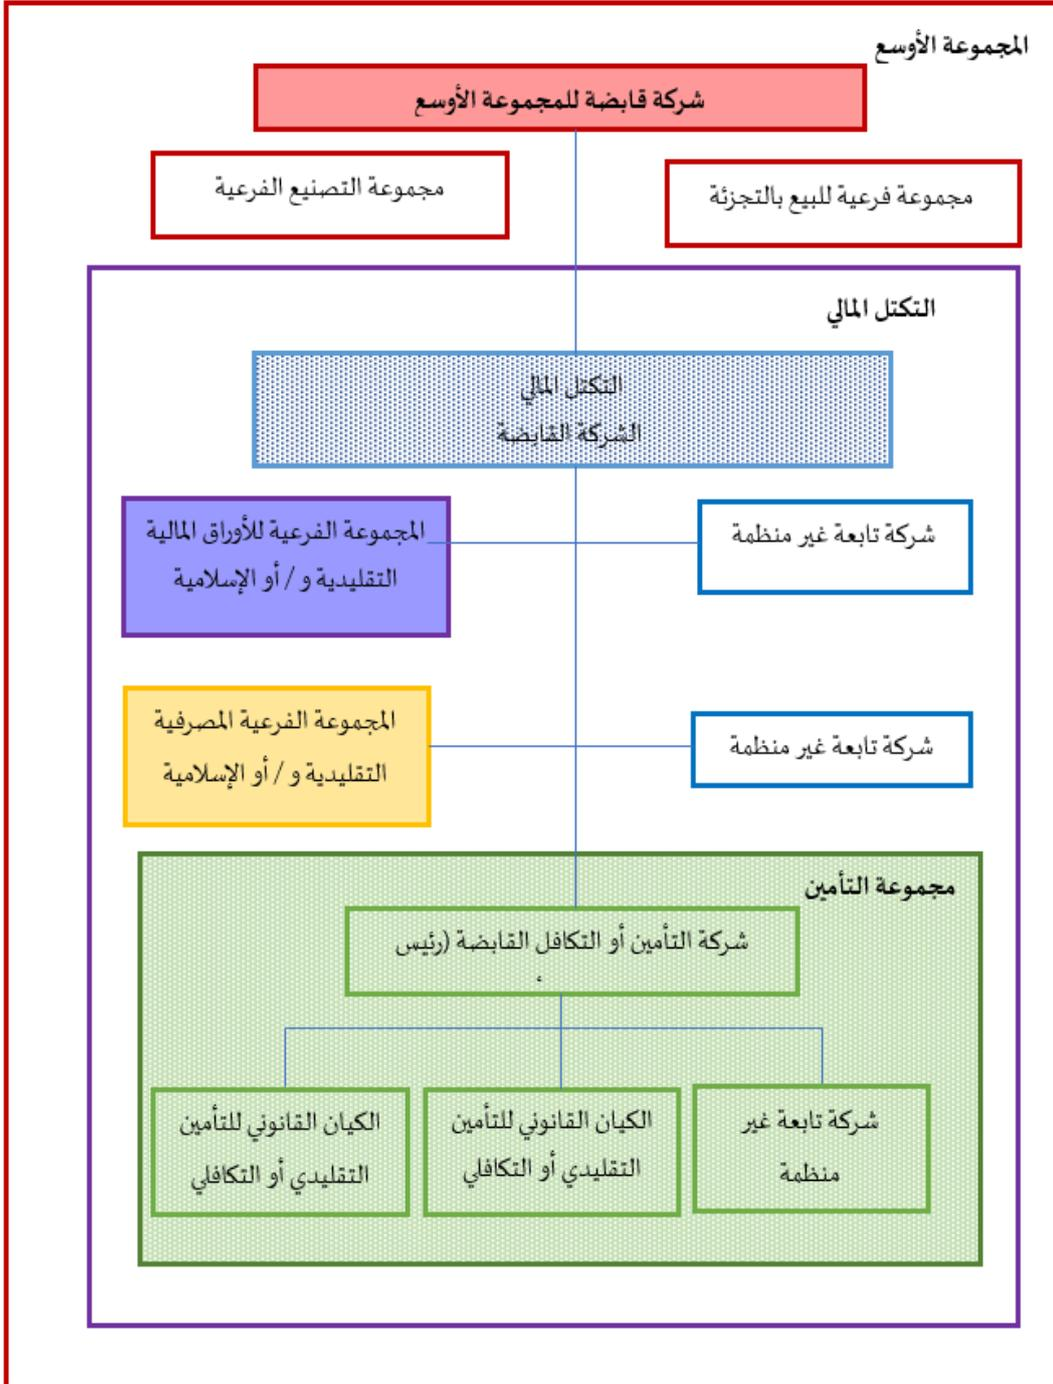 المجموعة الأوسع
شركة قابضة للمجموعة الأوسع
مجموعة فرعية للبيع بالتجزئة
مجموعة التصنيع الفرعية
التكتل المالي
التكتل المالي
الشركة القابضة
شركة تابعة غير منظمة
المجموعة الفرعية للأوراق المالية
التقليدية و / أو الإسلامية
شركة تابعة غير منظمة
المجموعة الفرعية المصرفية
التقليدية و / أو الإسلامية
مجموعة التأمين
شركة التأمين أو التكافل القابضة (رئيس
شركة تابعة غير
منظمة
الكيان القانوني للتأمين
التقليدي أو التكافلي
الكيان القانوني للتأمين
التقليدي أو التكافلي